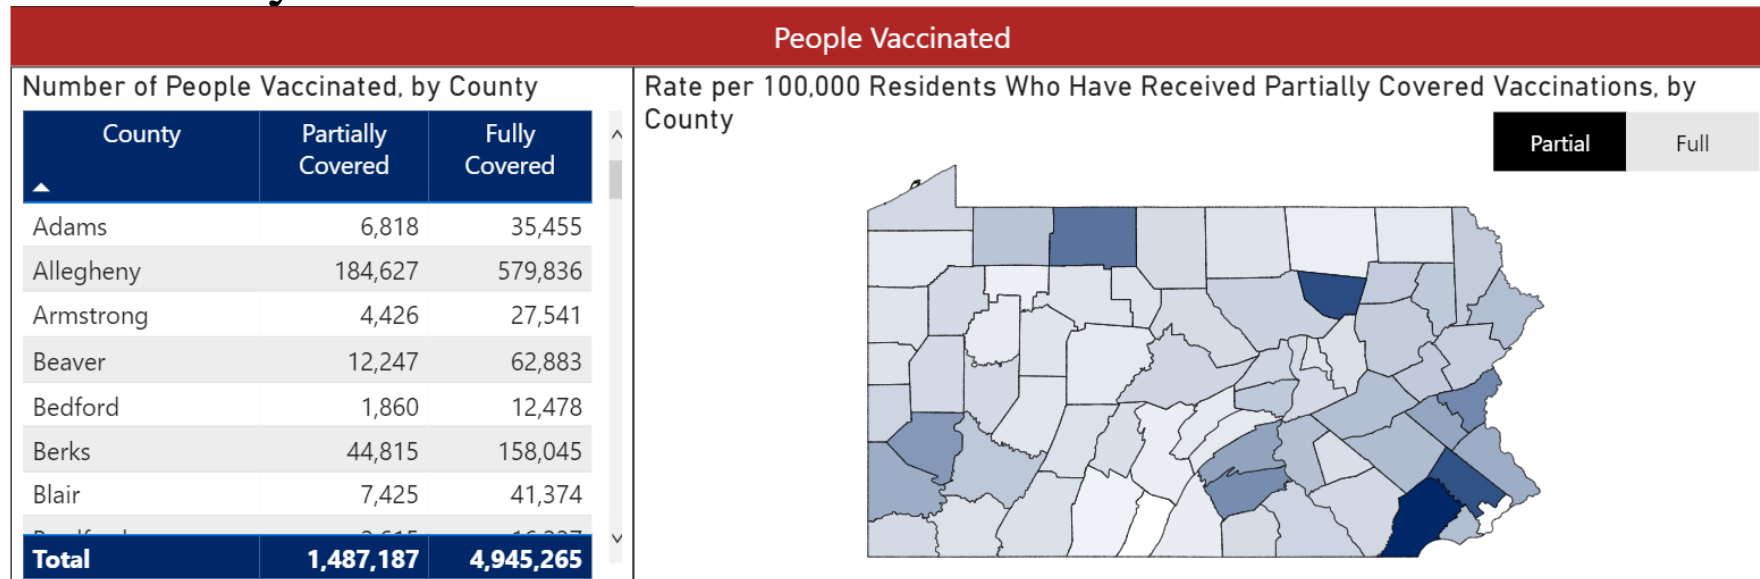 People Vaccinated
Number of People Vaccinated, by County
County Partially Covered Fully Covered
Adams 6,818 35,455
Allegheny 184,627 579,836
Armstrong 4,426 27,541
Beaver 12,247 62,883
Bedford 1,860 12,478
Berks 44,815 158,045
Blair 7,425 41,374
Total 1,487,187 4,945,265
Rate per 100,000 Residents Who Have Received Partially Covered Vaccinations, by
County
Partial Full